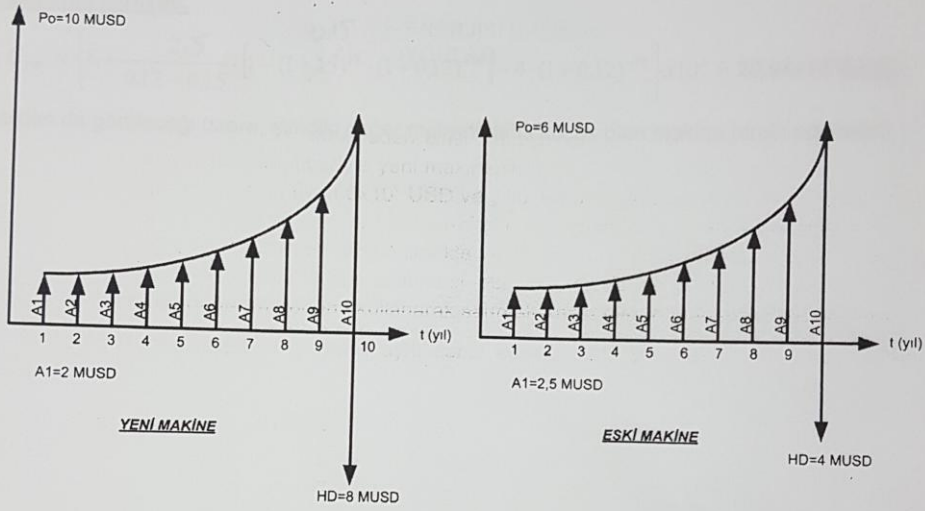 Po=10 MUSD
A1
A2
A3
A4
A5
A6
A7
A8
A9
A10
1
2
3
4
5
6
7
8
9
10
t (yıl)
A1=2 MUSD
YENİ MAKİNE
HD=8 MUSD
Po=6 MUSD
A1
A2
A3
A4
A5
A6
A7
A8
A9
A10
1
2
3
4
5
6
7
8
9
t (yıl)
A1=2,5 MUSD
ESKİ MAKİNE
HD=4 MUSD